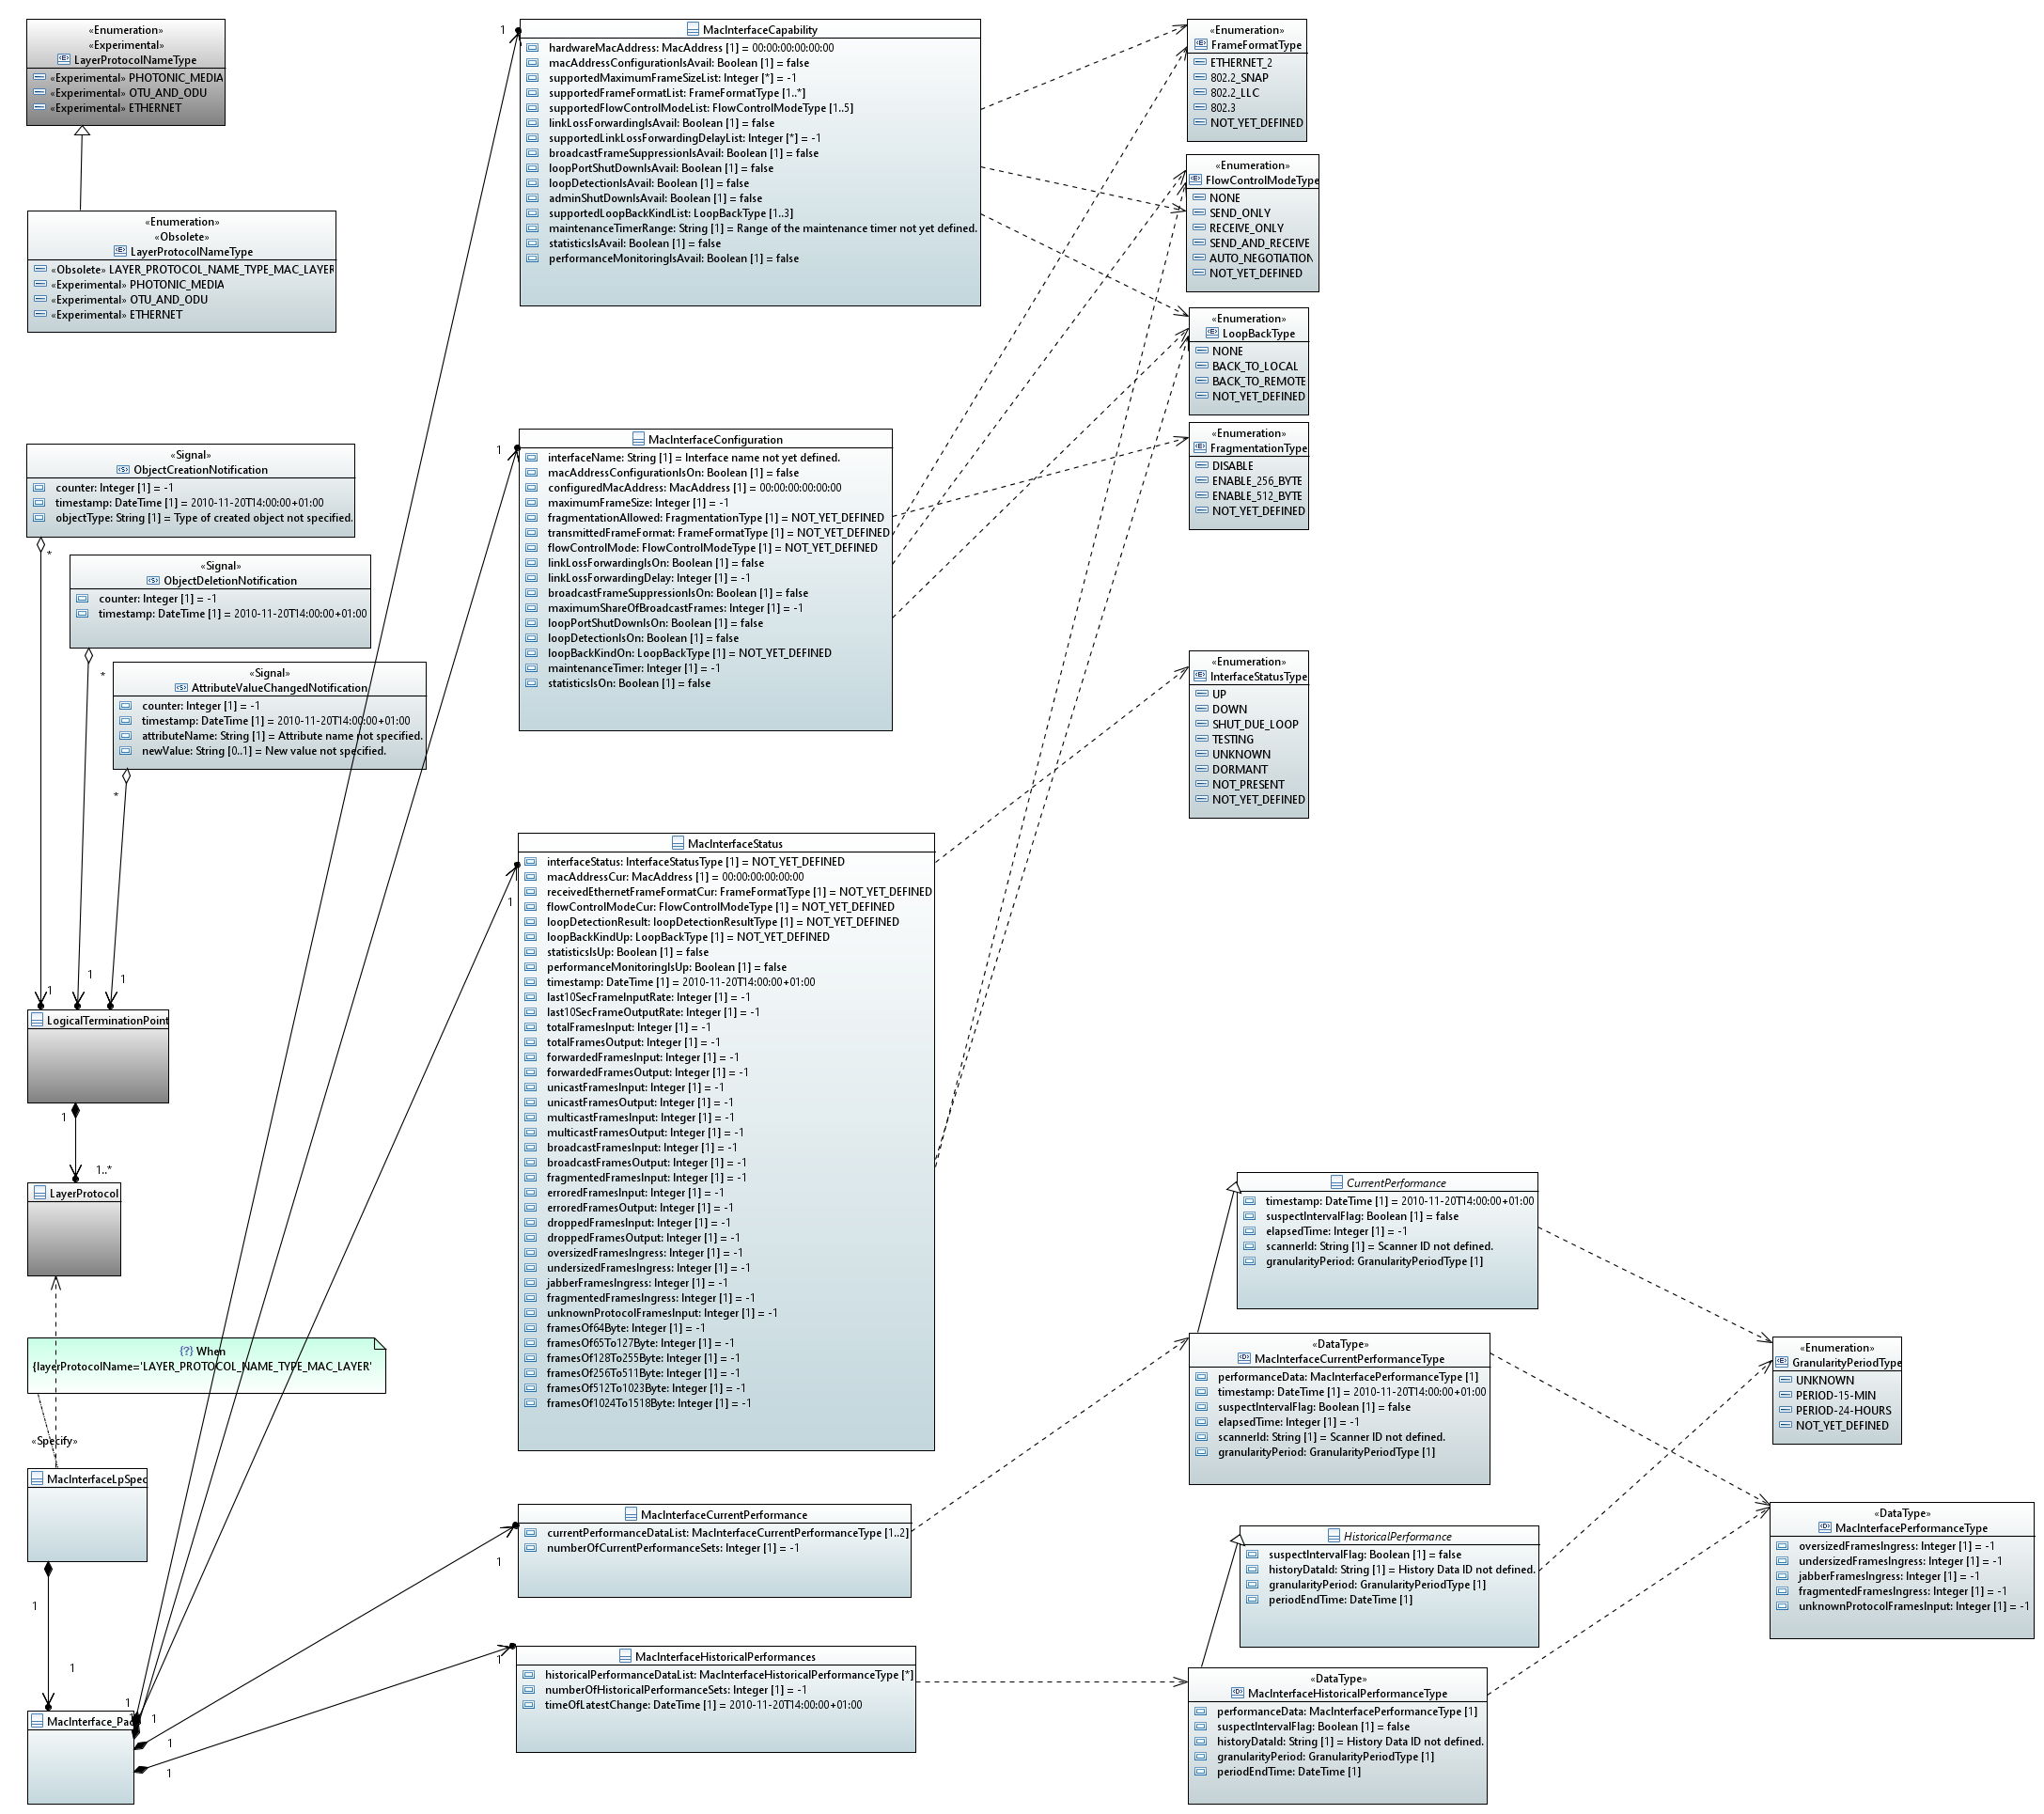 «Enumeration»
«Experimental»
LayerProtocolNameType
«Experimental» PHOTONIC_MEDIA
«Experimental» OTU_AND_ODU
«Experimental» ETHERNET
«Enumeration»
«Obsolete»
LayerProtocolNameType
«Obsolete» LAYER_PROTOCOL_NAME_TYPE_MAC_LAYER
«Experimental» PHOTONIC_MEDIA
«Experimental» OTU_AND_ODU
«Experimental» ETHERNET
«Signal»
ObjectCreationNotification
counter: Integer [1] = -1
timestamp: DateTime [1] = 2010-11-20T14:00:00+01:00
objectType: String [1] = Type of created object not specified.
*
«Signal»
ObjectDeletionNotification
counter: Integer [1] = -1
timestamp: DateTime [1] = 2010-11-20T14:00:00+01:00
*
«Signal»
AttributeValueChangedNotification
counter: Integer [1] = -1
timestamp: DateTime [1] = 2010-11-20T14:00:00+01:00
attributeName: String [1] = Attribute name not specified.
newValue: String [0..1] = New value not specified.
*
1
1
1
LogicalTerminationPoint
1
1..*
LayerProtocol
{?} When
{layerProtocolName='LAYER_PROTOCOL_NAME_TYPE_MAC_LAYER'
«Specify»
MacInterfaceLpSpec
1
1
MacInterface_Pac
1
1
1
1
1
MacInterfaceCapability
hardwareMacAddress: MacAddress [1] = 00:00:00:00:00:00
macAddressConfigurationIsAvail: Boolean [1] = false
supportedMaximumFrameSizeList: Integer [*] = -1
supportedFrameFormatList: FrameFormatType [1..*]
supportedFlowControlModeList: FlowControlModeType [1..5]
linkLossForwardingIsAvail: Boolean [1] = false
supportedLinkLossForwardingDelayList: Integer [*] = -1
broadcastFrameSuppressionIsAvail: Boolean [1] = false
loopPortShutDownIsAvail: Boolean [1] = false
loopDetectionIsAvail: Boolean [1] = false
adminShutDownIsAvail: Boolean [1] = false
supportedLoopBackKindList: LoopBackType [1..3]
maintenanceTimerRange: String [1] = Range of the maintenance timer not yet defined.
statisticsIsAvail: Boolean [1] = false
performanceMonitoringIsAvail: Boolean [1] = false
1
MacInterfaceConfiguration
interfaceName: String [1] = Interface name not yet defined.
macAddressConfigurationIsOn: Boolean [1] = false
configuredMacAddress: MacAddress [1] = 00:00:00:00:00:00
maximumFrameSize: Integer [1] = -1
fragmentationAllowed: FragmentationType [1] = NOT_YET_DEFINED
transmittedFrameFormat: FrameFormatType [1] = NOT_YET_DEFINED
flowControlMode: FlowControlModeType [1] = NOT_YET_DEFINED
linkLossForwardingIsOn: Boolean [1] = false
linkLossForwardingDelay: Integer [1] = -1
broadcastFrameSuppressionIsOn: Boolean [1] = false
maximumShareOfBroadcastFrames: Integer [1] = -1
loopPortShutDownIsOn: Boolean [1] = false
loopDetectionIsOn: Boolean [1] = false
loopBackKindOn: LoopBackType [1] = NOT_YET_DEFINED
maintenanceTimer: Integer [1] = -1
statisticsIsOn: Boolean [1] = false
1
MacInterfaceStatus
interfaceStatus: InterfaceStatusType [1] = NOT_YET_DEFINED
macAddressCur: MacAddress [1] = 00:00:00:00:00:00
receivedEthernetFrameFormatCur: FrameFormatType [1] = NOT_YET_DEFINED
flowControlModeCur: FlowControlModeType [1] = NOT_YET_DEFINED
loopDetectionResult: loopDetectionResultType [1] = NOT_YET_DEFINED
loopBackKindUp: LoopBackType [1] = NOT_YET_DEFINED
statisticsIsUp: Boolean [1] = false
performanceMonitoringIsUp: Boolean [1] = false
timestamp: DateTime [1] = 2010-11-20T14:00:00+01:00
last10SecFrameInputRate: Integer [1] = -1
last10SecFrameOutputRate: Integer [1] = -1
totalFramesInput: Integer [1] = -1
totalFramesOutput: Integer [1] = -1
forwardedFramesInput: Integer [1] = -1
forwardedFramesOutput: Integer [1] = -1
unicastFramesInput: Integer [1] = -1
unicastFramesOutput: Integer [1] = -1
multicastFramesInput: Integer [1] = -1
multicastFramesOutput: Integer [1] = -1
broadcastFramesInput: Integer [1] = -1
broadcastFramesOutput: Integer [1] = -1
fragmentedFramesInput: Integer [1] = -1
erroredFramesInput: Integer [1] = -1
erroredFramesOutput: Integer [1] = -1
droppedFramesInput: Integer [1] = -1
droppedFramesOutput: Integer [1] = -1
oversizedFramesIngress: Integer [1] = -1
undersizedFramesIngress: Integer [1] = -1
jabberFramesIngress: Integer [1] = -1
fragmentedFramesIngress: Integer [1] = -1
unknownProtocolFramesInput: Integer [1] = -1
framesOf64Byte: Integer [1] = -1
framesOf65To127Byte: Integer [1] = -1
framesOf128To255Byte: Integer [1] = -1
framesOf256To511Byte: Integer [1] = -1
framesOf512To1023Byte: Integer [1] = -1
framesOf1024To1518Byte: Integer [1] = -1
1
MacInterfaceCurrentPerformance
currentPerformanceDataList: MacInterfaceCurrentPerformanceType [1..2]
numberOfCurrentPerformanceSets: Integer [1] = -1
1
MacInterfaceHistoricalPerformances
historicalPerformanceDataList: MacInterfaceHistoricalPerformanceType [*]
numberOfHistoricalPerformanceSets: Integer [1] = -1
timeOfLatestChange: DateTime [1] = 2010-11-20T14:00:00+01:00
«Enumeration»
FrameFormatType
ETHERNET_2
802.2_SNAP
802.2_LLC
802.3
NOT_YET_DEFINED
«Enumeration»
FlowControlModeType
NONE
SEND_ONLY
RECEIVE_ONLY
SEND_AND_RECEIVE
AUTO_NEGOTIATION
NOT_YET_DEFINED
«Enumeration»
LoopBackType
NONE
BACK_TO_LOCAL
BACK_TO_REMOTE
NOT_YET_DEFINED
«Enumeration»
FragmentationType
DISABLE
ENABLE_256_BYTE
ENABLE_512_BYTE
NOT_YET_DEFINED
«Enumeration»
InterfaceStatusType
UP
DOWN
SHUT_DUE_LOOP
TESTING
UNKNOWN
DORMANT
NOT_PRESENT
NOT_YET_DEFINED
CurrentPerformance
timestamp: DateTime [1] = 2010-11-20T14:00:00+01:00
suspectIntervalFlag: Boolean [1] = false
elapsedTime: Integer [1] = -1
scannerId: String [1] = Scanner ID not defined.
granularityPeriod: GranularityPeriodType [1]
«DataType»
MacInterfaceCurrentPerformanceType
performanceData: MacInterfacePerformanceType [1]
timestamp: DateTime [1] = 2010-11-20T14:00:00+01:00
suspectIntervalFlag: Boolean [1] = false
elapsedTime: Integer [1] = -1
scannerId: String [1] = Scanner ID not defined.
granularityPeriod: GranularityPeriodType [1]
HistoricalPerformance
suspectIntervalFlag: Boolean [1] = false
historyDataId: String [1] = History Data ID not defined.
granularityPeriod: GranularityPeriodType [1]
periodEndTime: DateTime [1]
«DataType»
MacInterfaceHistoricalPerformanceType
performanceData: MacInterfacePerformanceType [1]
suspectIntervalFlag: Boolean [1] = false
historyDataId: String [1] = History Data ID not defined.
granularityPeriod: GranularityPeriodType [1]
periodEndTime: DateTime [1]
«Enumeration»
GranularityPeriodType
UNKNOWN
PERIOD-15-MIN
PERIOD-24-HOURS
NOT_YET_DEFINED
«DataType»
MacInterfacePerformanceType
oversizedFramesIngress: Integer [1] = -1
undersizedFramesIngress: Integer [1] = -1
jabberFramesIngress: Integer [1] = -1
fragmentedFramesIngress: Integer [1] = -1
unknownProtocolFramesInput: Integer [1] = -1